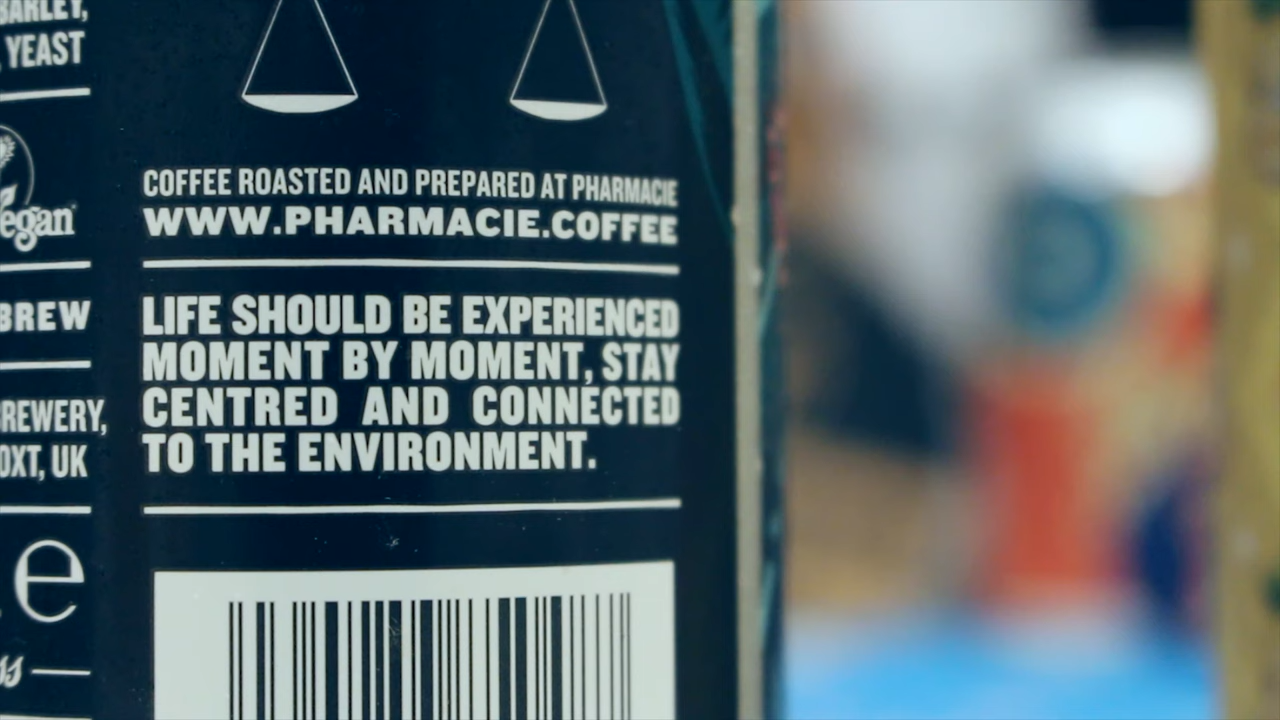 BARLEY,
YEAST
egan
BREW
BREWERY,
OXT, UK
e
COFFEE ROASTED AND PREPARED AT PHARMACIE
WWW.PHARMACIE.COFFEE
LIFE SHOULD BE EXPERIENCED
MOMENT BY MOMENT, STAY
CENTRED AND CONNECTED
TO THE ENVIRONMENT.